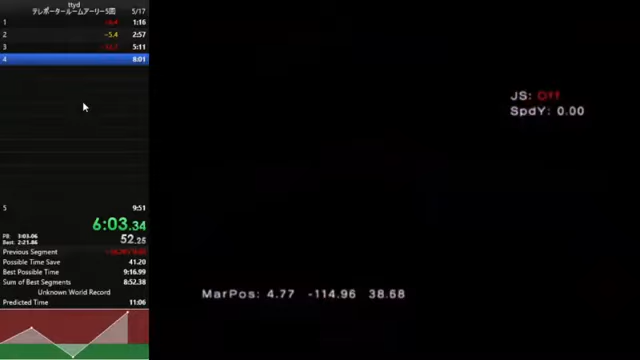 ttyd
テレポータールームアーリー5回 5/17
1 1:16
2 -5.4 2:57
3 5:11
4 8:01
5 9:51
6:03.34
PB: 3:03.06
Best: 2:21.86
52.25
Previous Segment
Possible Time Save 41.20
Best Possible Time 9:16.99
Sum of Best Segments 8:52.38
Unknown World Record
Predicted Time 11:06
JS: Off
SpdY: 0.00
MarPos: 4.77 -114.96 38.68